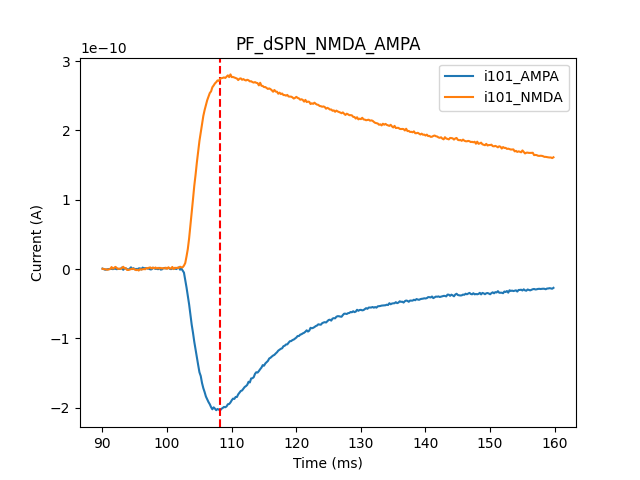 PF_dSPN_NMDA_AMPA
1e−10
3
2
1
0
−1
−2
Current (A)
i101_AMPA
i101_NMDA
90 100 110 120 130 140 150 160
Time (ms)